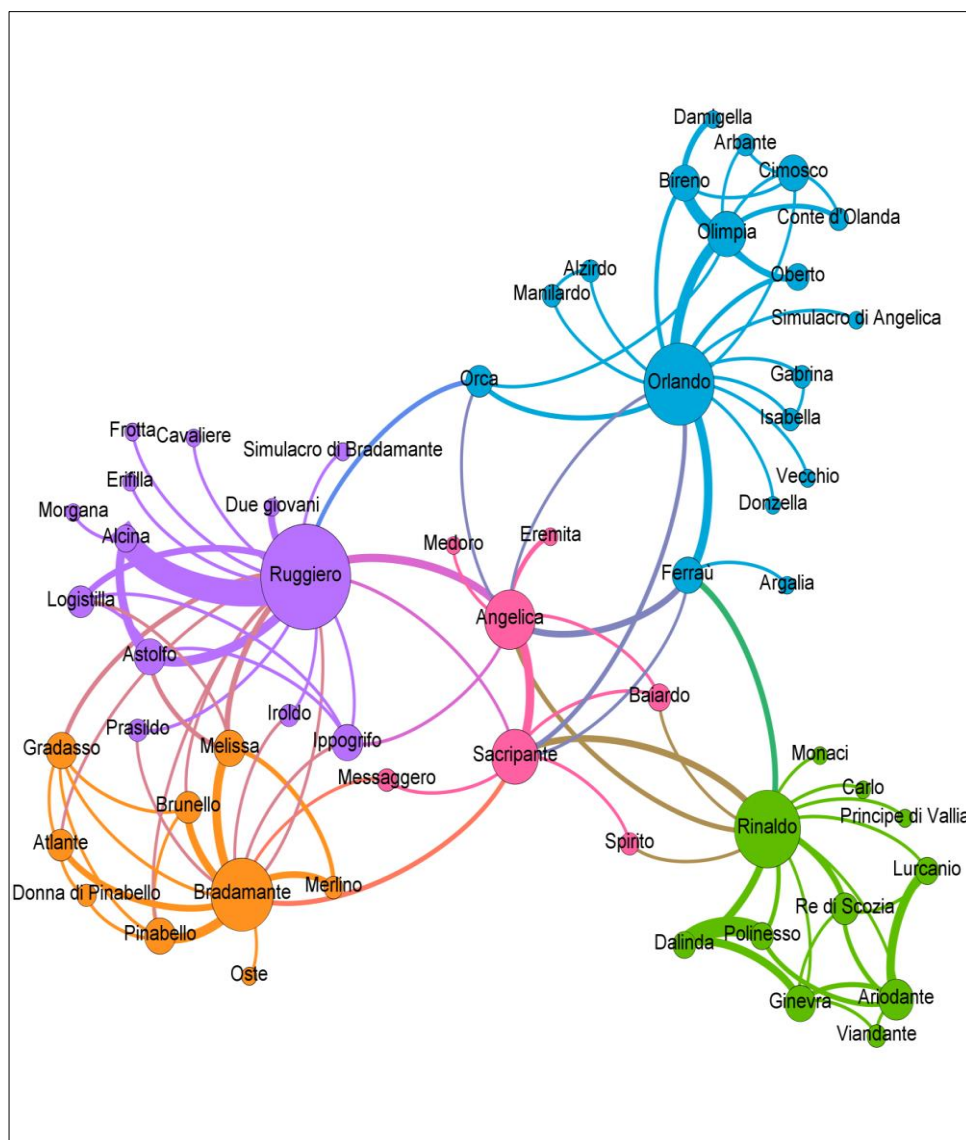 Damigella
Arbante
Cimosco
Bireno
Conte d'Olanda
Olimpia
Oberto
Alzirdo
Manilardo
Simulacro di Angelica
Orca
Orlando
Gabrina
Isabella
Vecchio
Donzella
Frotta
Cavaliere
Simulacro di Bradamante
Erifilla
Due giovani
Morgana
Alcina
Medoro
Eremita
Ruggiero
Ferraù
Argalia
Logistilla
Angelica
Astolfo
Baiardo
Prasildo
Iroldo
Gradasso
Melissa
Ippogrifo
Sacripante
Messaggero
Monaci
Brunello
Carlo
Principe di Vallia
Rinaldo
Atlante
Spirito
Lurcanio
Donna di Pinabello
Bradamante
Merlino
Re di Scozia
Pinabello
Polinesso
Dalinda
Oste
Ginevra
Ariodante
Viandante